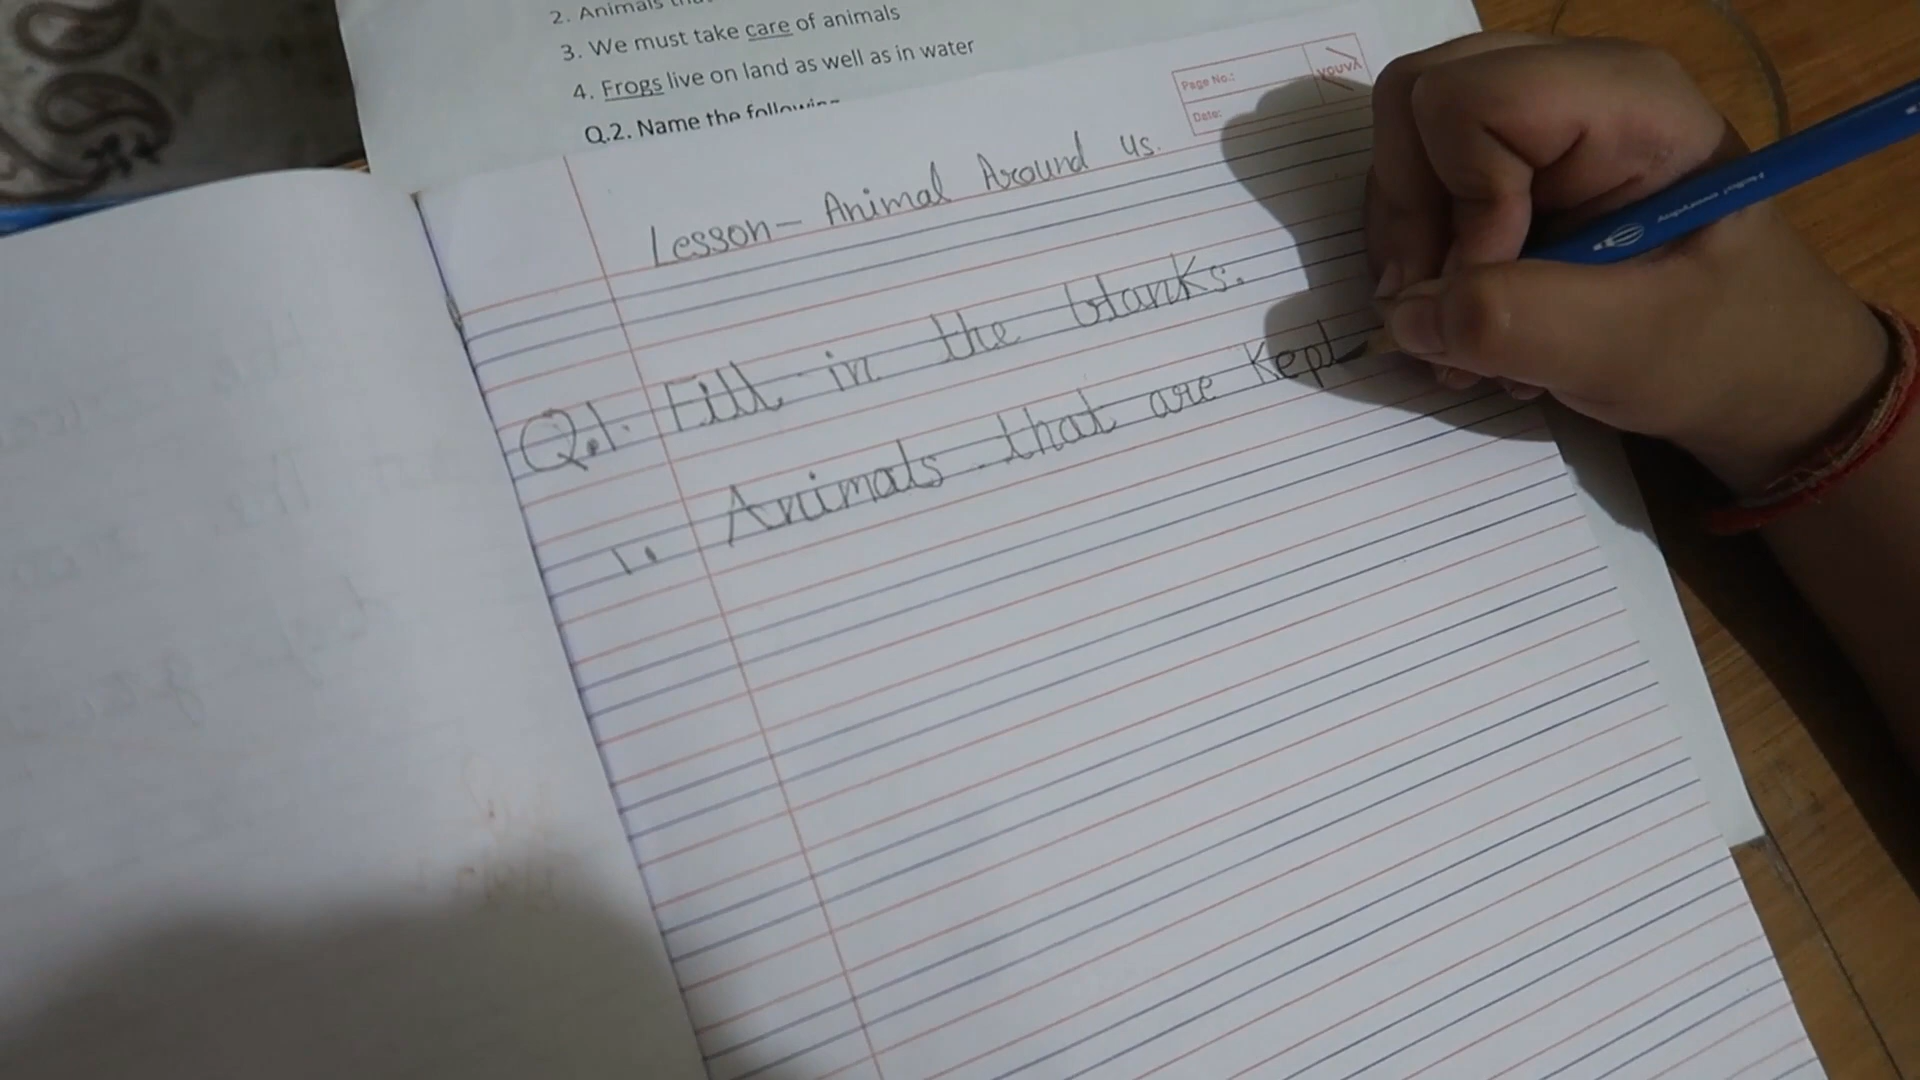 2. Animals
3. We must take care of animals
4. Frogs live on land as well as in water
Q.2. Name the following
Page No.:
Date:
YOUVA
Lesson - Animal Around us.
Q.1. Fill in the blanks.
1. Animals that are kept